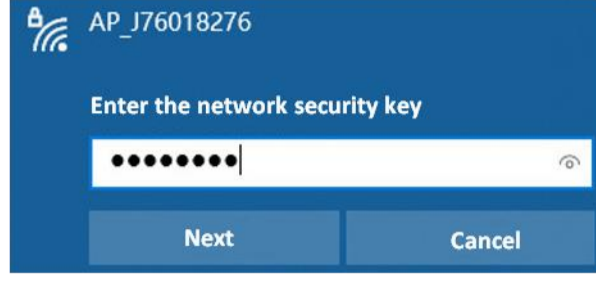 AP_J76018276
Enter the network security key
●●●●●●●●
Next
Cancel